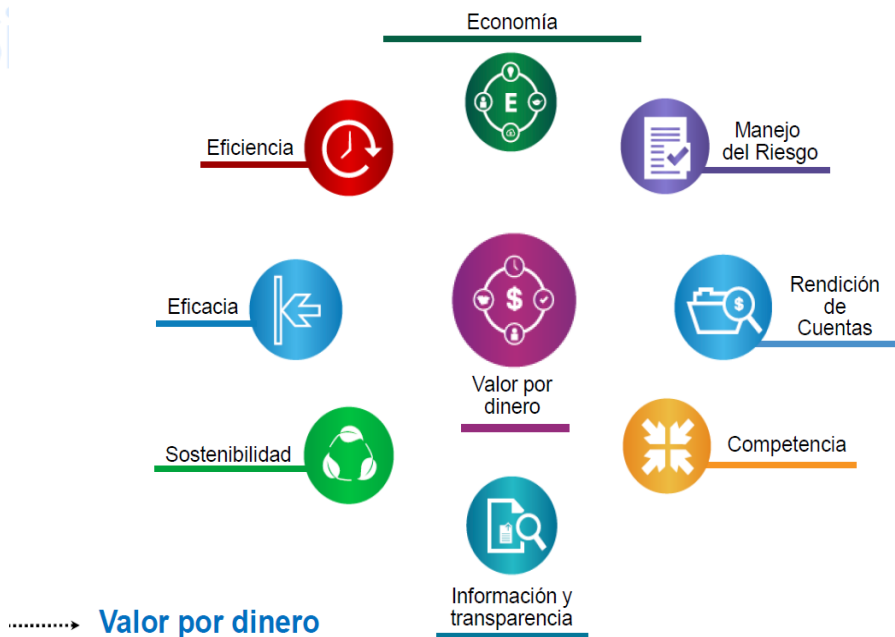 Economía
E
Eficiencia
Manejo
del Riesgo
Eficacia
$
$
Rendición
de
Cuentas
Valor por
dinero
Sostenibilidad
Competencia
Información y
transparencia
Valor por dinero